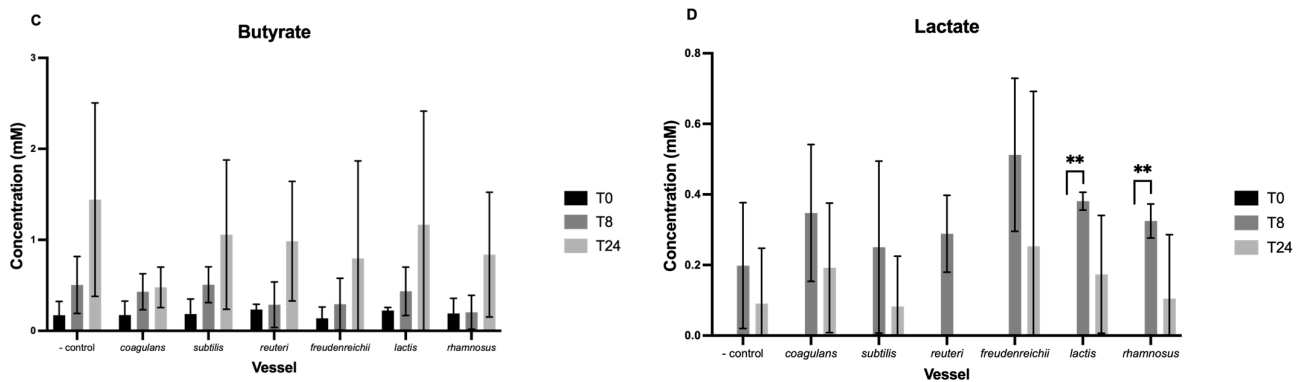 C
Butyrate
Concentration (mM)
3
2
1
0
- control
coagulans
subtilis
reuteri
freudenreichii
lactis
rhamnosus
Vessel
T0
T8
T24
D
Lactate
Concentration (mM)
0.8
0.6
0.4
0.2
0.0
**
**
- control
coagulans
subtilis
reuteri
freudenreichii
lactis
rhamnosus
Vessel
T0
T8
T24